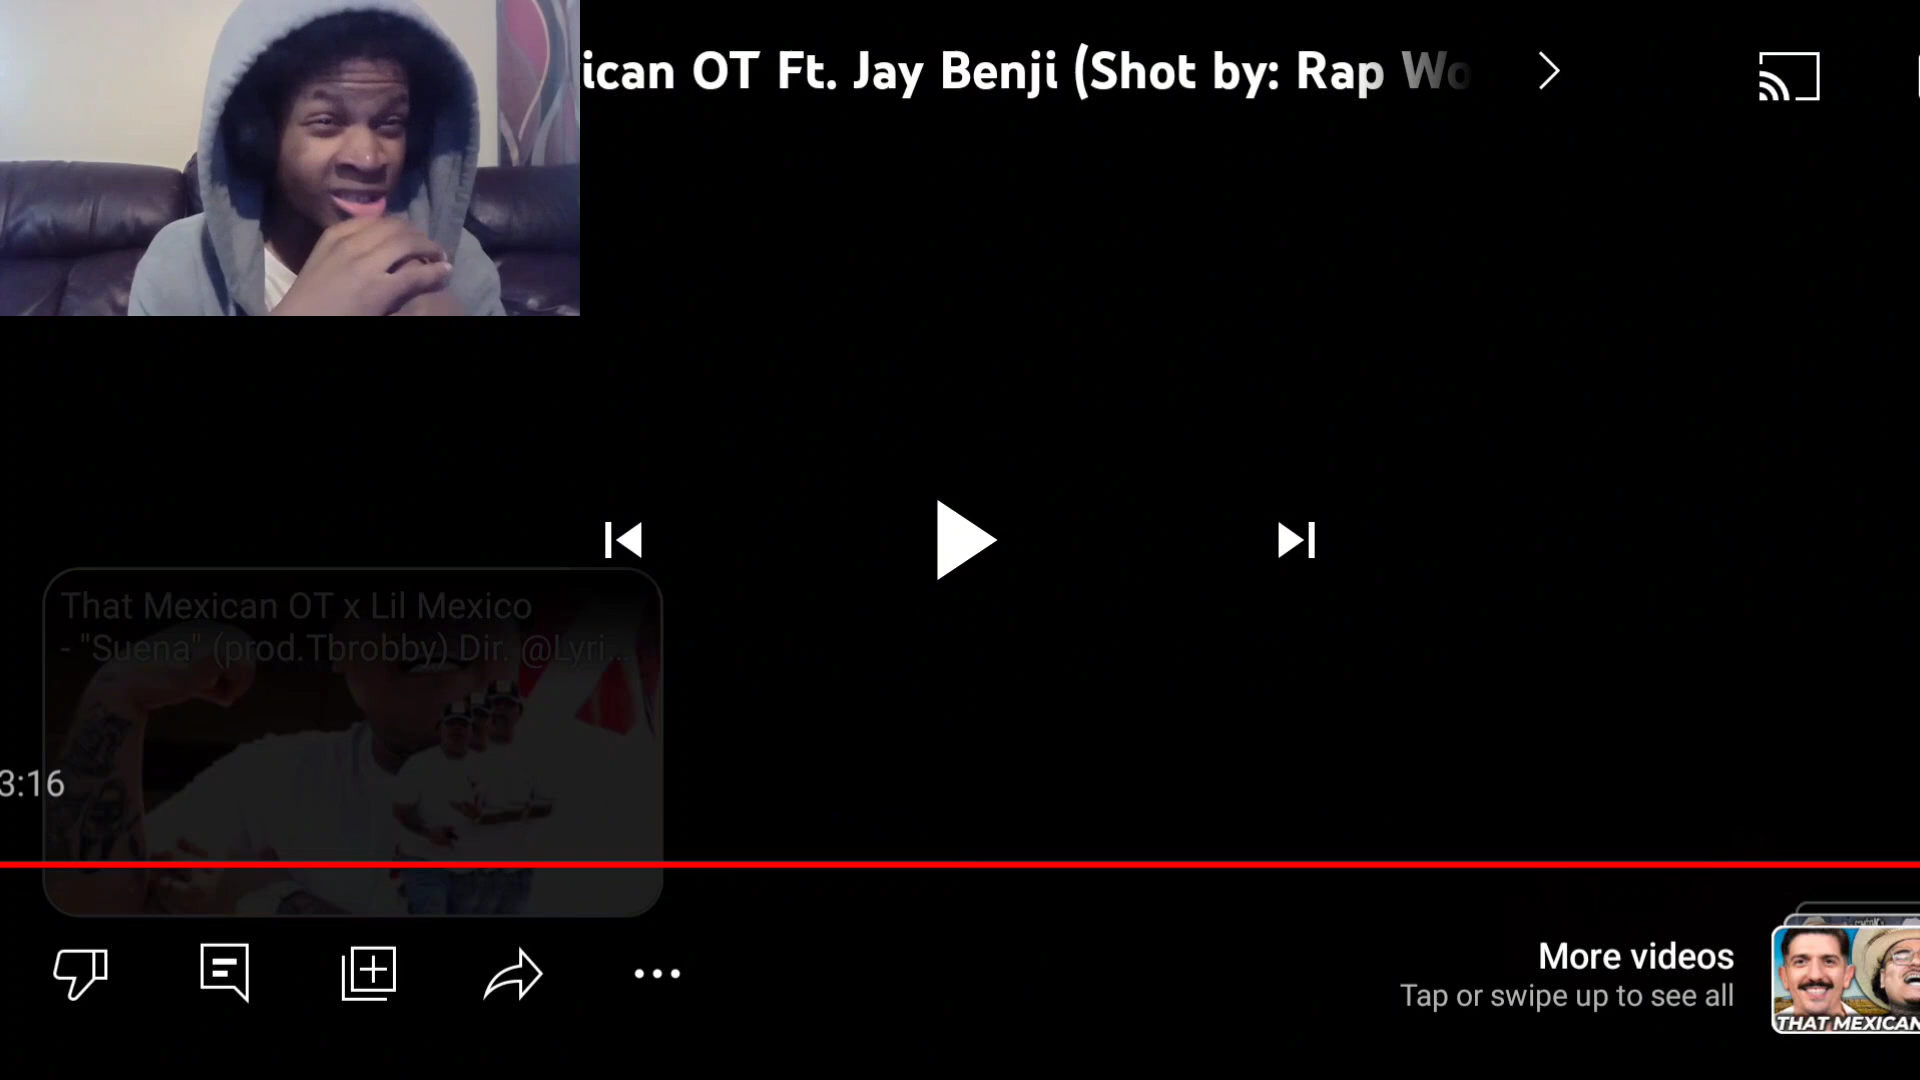 ican OT Ft. Jay Benji (Shot by: Rap Wo
That Mexican OT x Lil Mexico
- "Suena" (prod.Tbrobby) Dir. @Lyri...
3:16
More videos
Tap or swipe up to see all
THAT MEXICAN